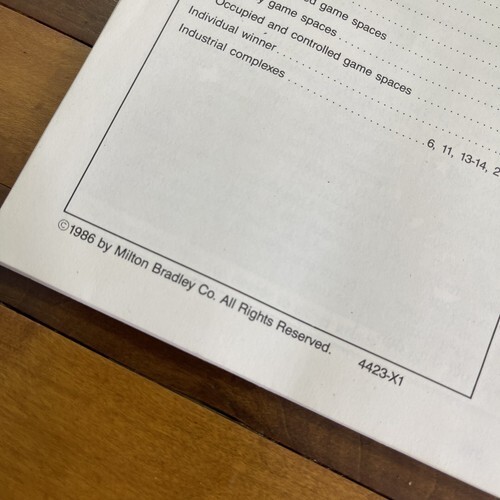 game spaces
game spaces
Occupied and controlled game spaces
Individual winner
Industrial complexes
6, 11, 13-14, 2
©1986 by Milton Bradley Co. All Rights Reserved. 4423-X1